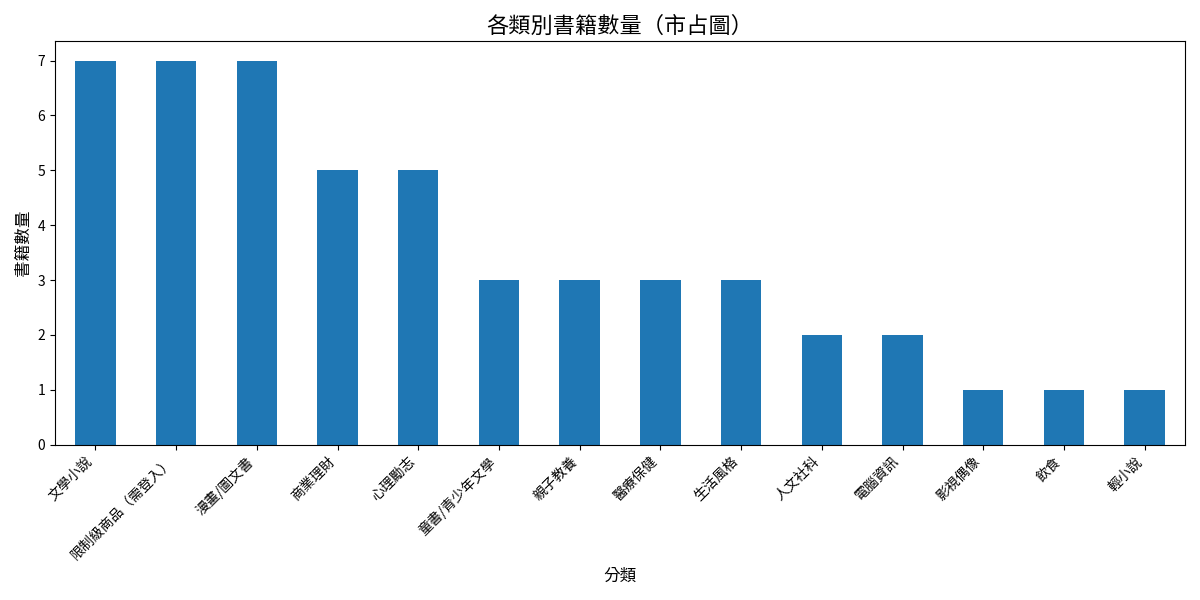 各類別書籍數量（市占圖）
書籍數量
7
6
5
4
3
2
1
0
文學小說
限制級商品（需登入）
漫畫/圖文書
商業理財
心理勵志
童書/青少年文學
親子教養
醫療保健
生活風格
人文社科
電腦資訊
影視偶像
飲食
輕小說
分類